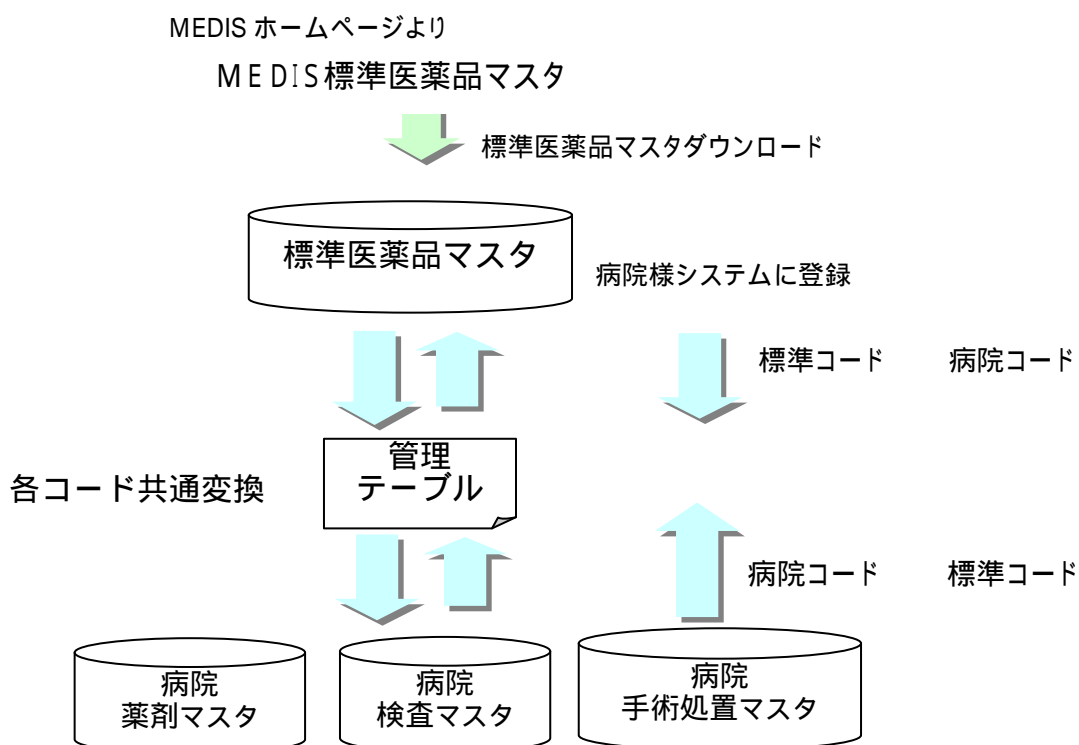 MEDIS ホームページより
MEDIS標準医薬品マスタ
標準医薬品マスタダウンロード
標準医薬品マスタ
病院様システムに登録
標準コード 病院コード
管理
テーブル
各コード共通変換
病院コード 標準コード
病院
薬剤マスタ
病院
検査マスタ
病院
手術処置マスタ